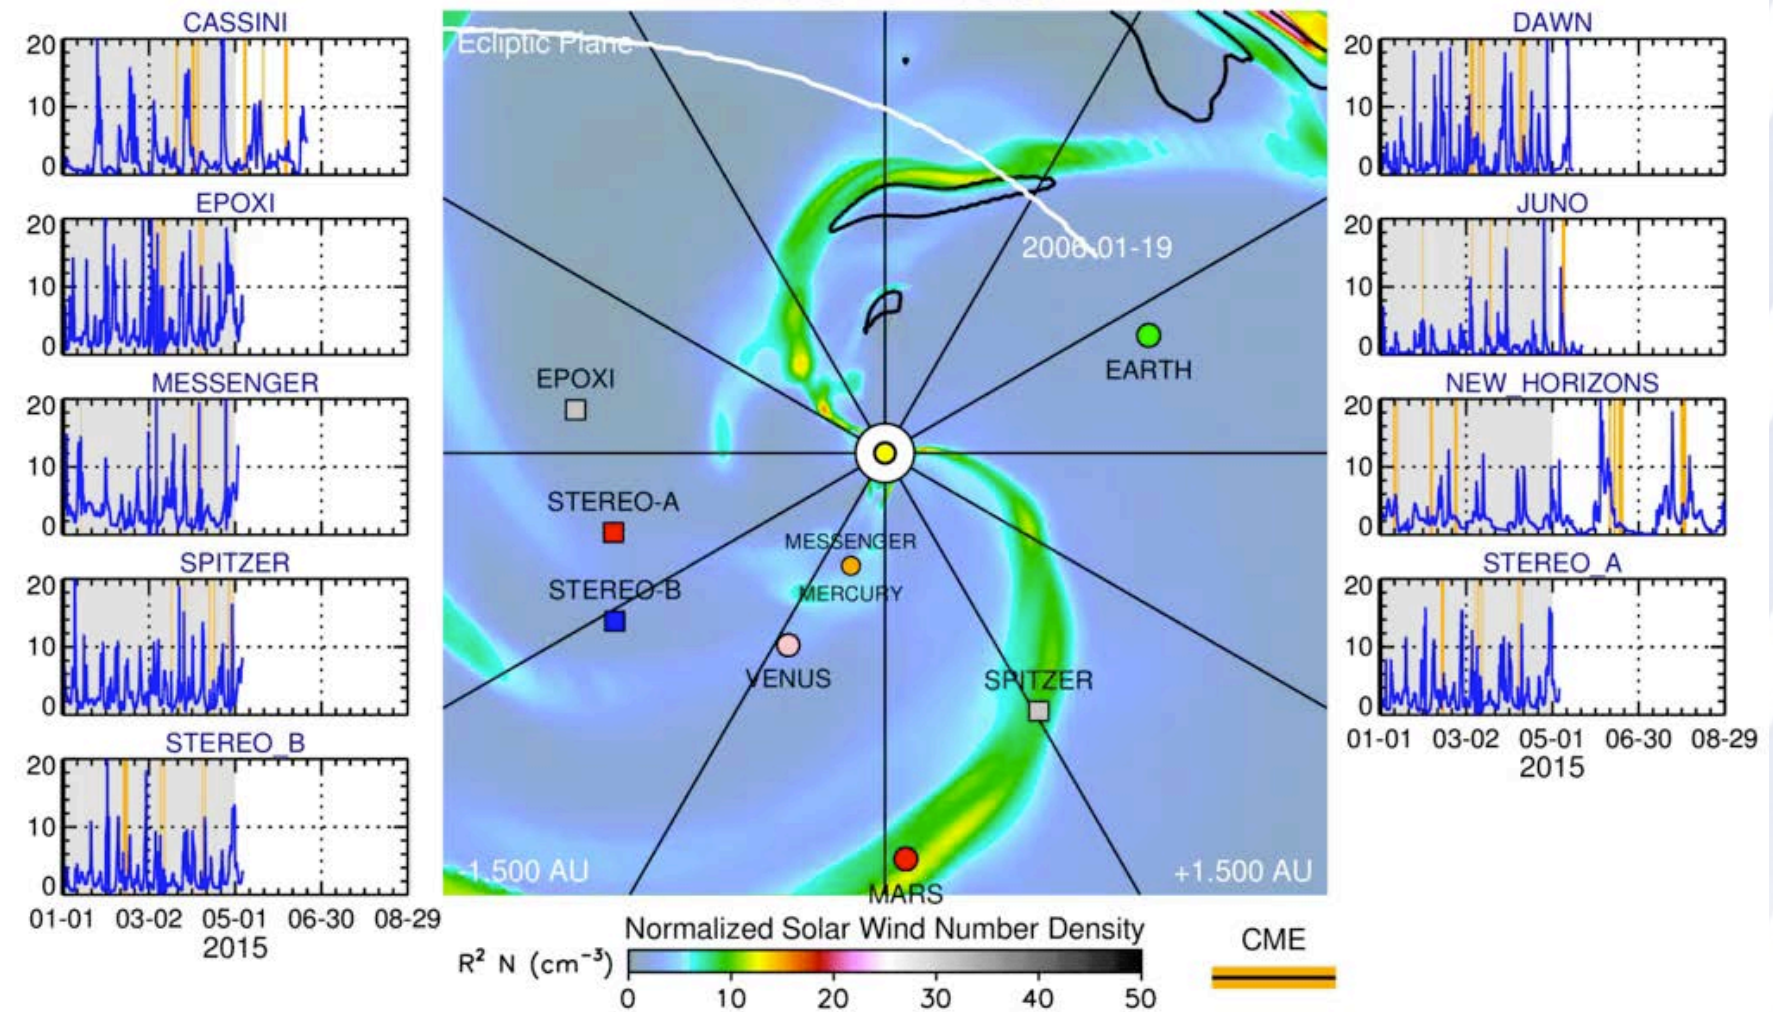 CASSINI
20
10
0
EPOXI
20
10
0
MESSENGER
20
10
0
SPITZER
20
10
0
STEREO_B
20
10
0
01-01 03-02 05-01 06-30 08-29
2015
Ecliptic Plane
2006-01-19
EARTH
EPOXI
STEREO-A
MESSENGER
STEREO-B
MERCURY
VENUS
SPITZER
-1.500 AU
+1.500 AU
MARS
Normalized Solar Wind Number Density
R² N (cm⁻³)
0 10 20 30 40 50
CME
DAWN
20
10
0
JUNO
20
10
0
NEW_HORIZONS
20
10
0
STEREO_A
20
10
0
01-01 03-02 05-01 06-30 08-29
2015